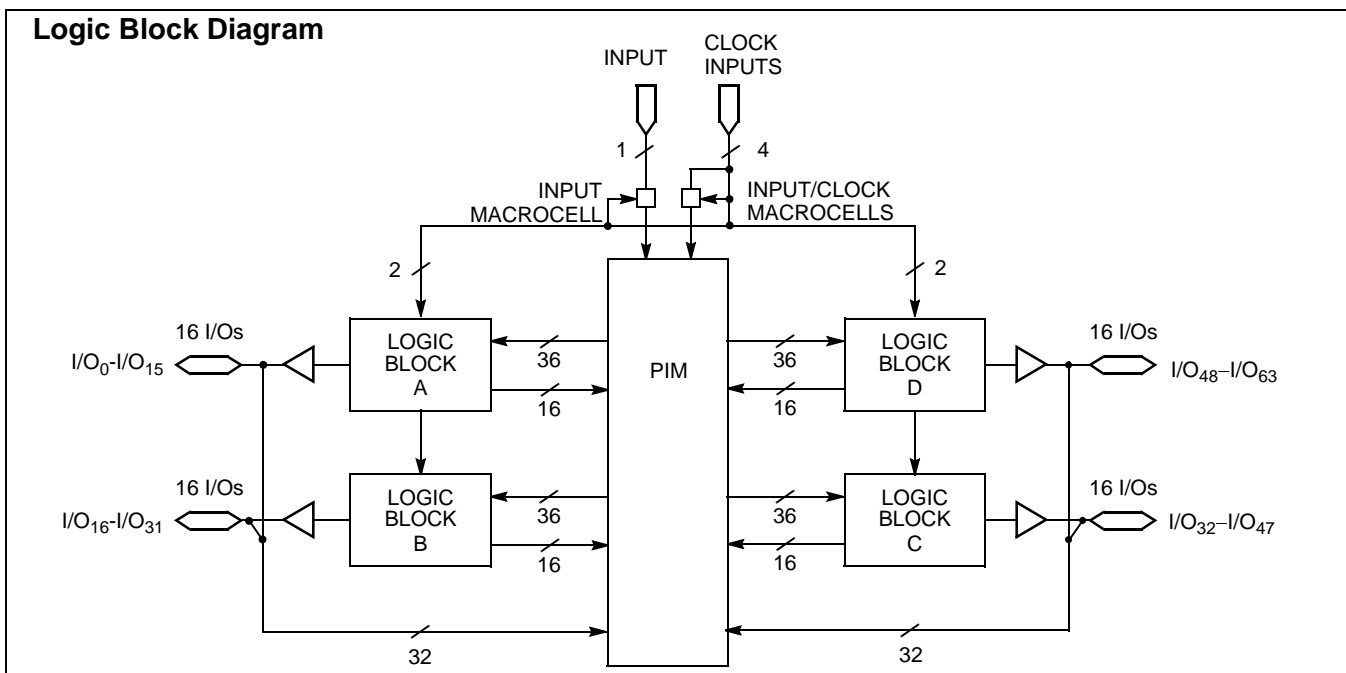 Logic Block Diagram
INPUT
CLOCK
INPUTS
1
4
INPUT
MACROCELL
INPUT/CLOCK
MACROCELLS
2
2
16 I/Os
I/O0-I/O15
LOGIC
BLOCK
A
36
16
PIM
36
16
LOGIC
BLOCK
D
16 I/Os
I/O48–I/O63
16 I/Os
I/O16-I/O31
LOGIC
BLOCK
B
36
16
36
16
LOGIC
BLOCK
C
16 I/Os
I/O32–I/O47
32
32